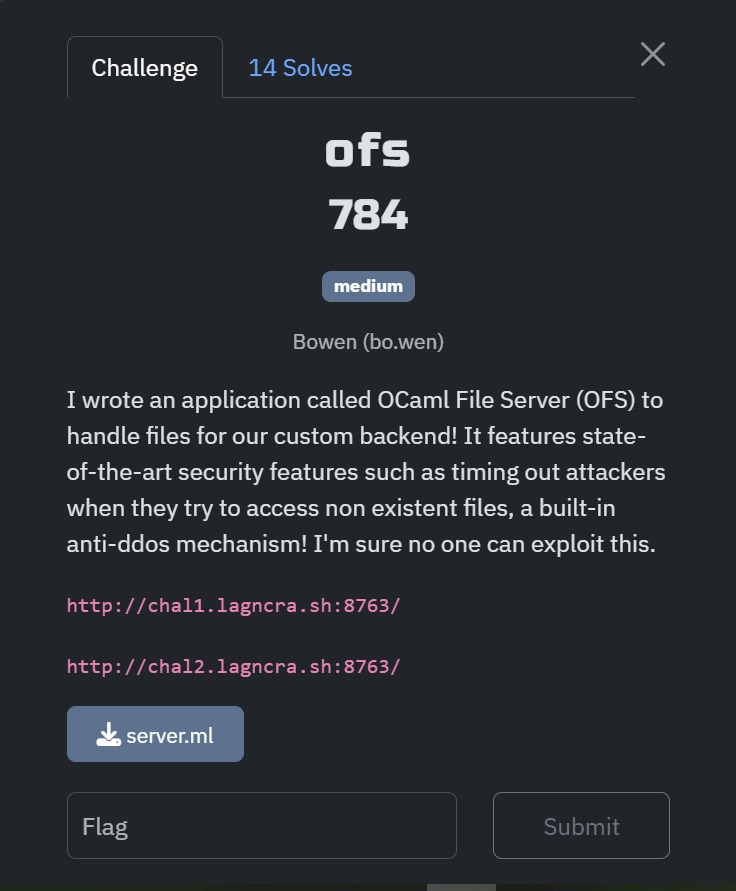 Challenge
14 Solves
ofs
784
medium
Bowen (bo.wen)
I wrote an application called OCaml File Server (OFS) to
handle files for our custom backend! It features state-
of-the-art security features such as timing out attackers
when they try to access non existent files, a built-in
anti-ddos mechanism! I'm sure no one can exploit this.
http://chal1.lagncra.sh:8763/
http://chal2.lagncra.sh:8763/
server.ml
Flag
Submit